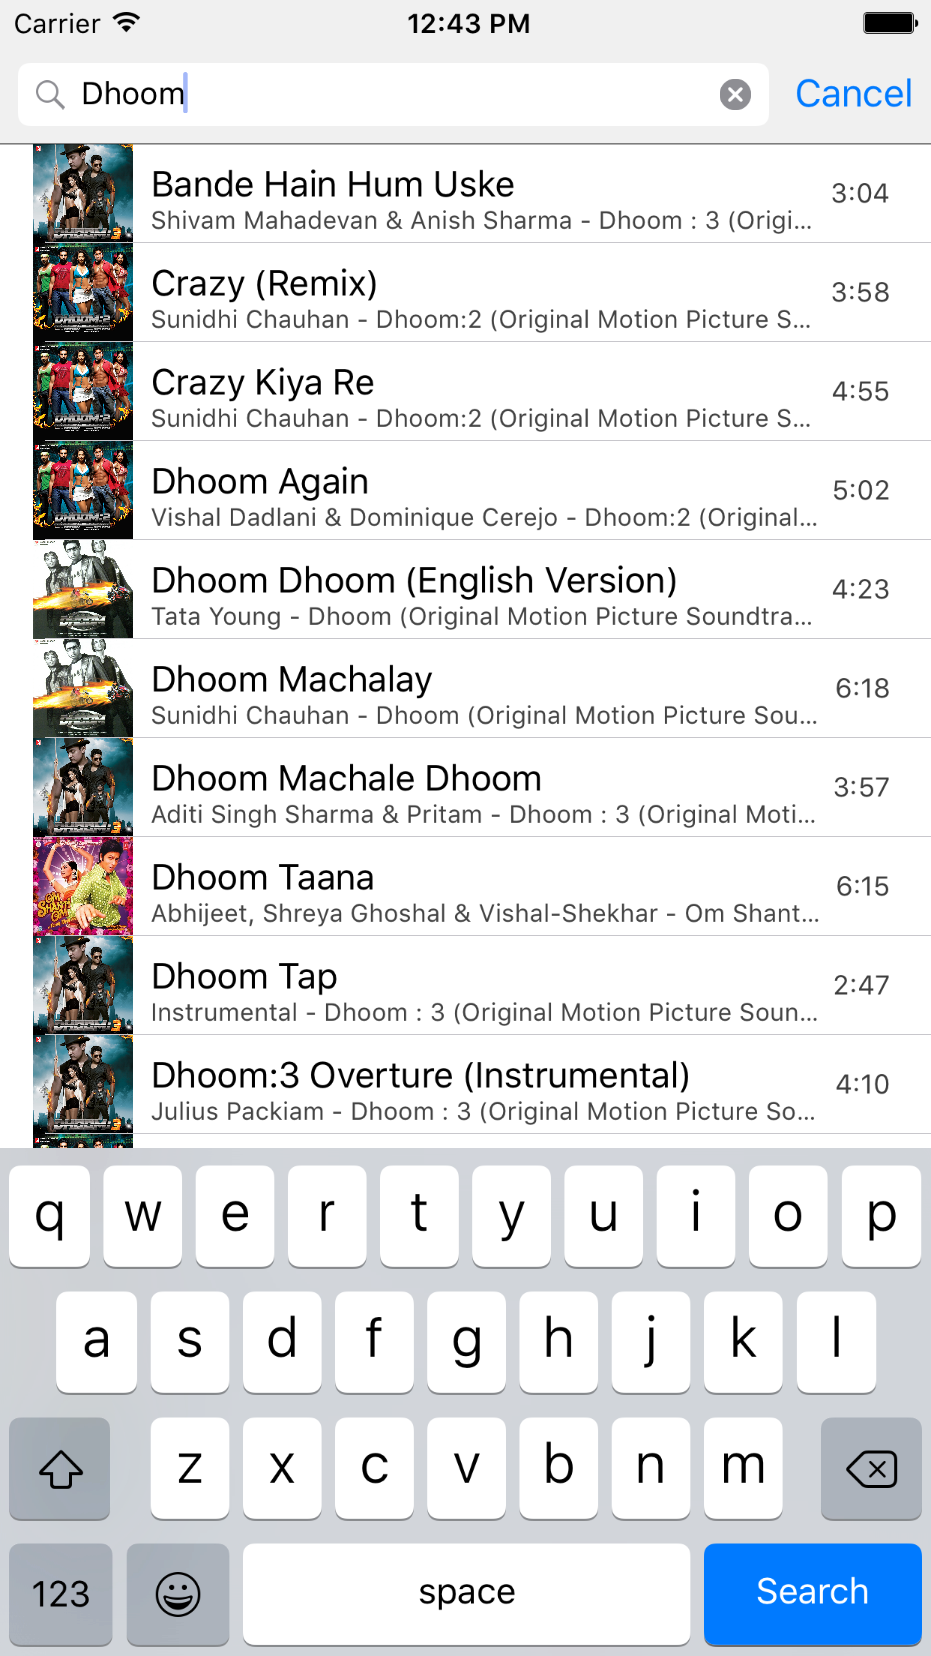 Carrier 12:43 PM
Dhoom Cancel
Bande Hain Hum Uske 3:04
Shivam Mahadevan & Anish Sharma - Dhoom : 3 (Origi...
Crazy (Remix) 3:58
Sunidhi Chauhan - Dhoom:2 (Original Motion Picture S...
Crazy Kiya Re 4:55
Sunidhi Chauhan - Dhoom:2 (Original Motion Picture S...
Dhoom Again 5:02
Vishal Dadlani & Dominique Cerejo - Dhoom:2 (Original...
Dhoom Dhoom (English Version) 4:23
Tata Young - Dhoom (Original Motion Picture Soundtra...
Dhoom Machalay 6:18
Sunidhi Chauhan - Dhoom (Original Motion Picture Sou...
Dhoom Machale Dhoom 3:57
Aditi Singh Sharma & Pritam - Dhoom : 3 (Original Moti...
Dhoom Taana 6:15
Abhijeet, Shreya Ghoshal & Vishal-Shekhar - Om Shant...
Dhoom Tap 2:47
Instrumental - Dhoom : 3 (Original Motion Picture Soun...
Dhoom:3 Overture (Instrumental) 4:10
Julius Packiam - Dhoom : 3 (Original Motion Picture So...
q w e r t y u i o p
a s d f g h j k l
z x c v b n m
123 space Search